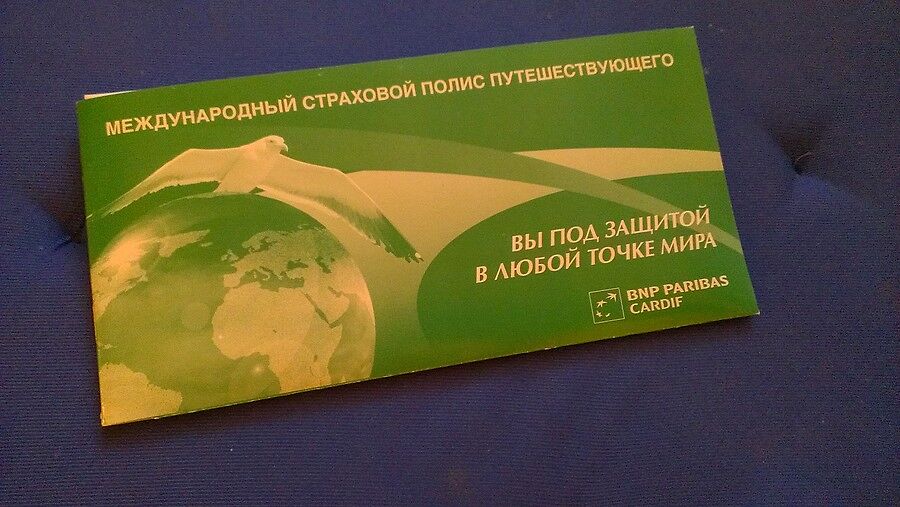 МЕЖДУНАРОДНЫЙ СТРАХОВОЙ ПОЛИС ПУТЕШЕСТВУЮЩЕГО
ВЫ ПОД ЗАЩИТОЙ
В ЛЮБОЙ ТОЧКЕ МИРА
BNP PARIBAS
CARDIF